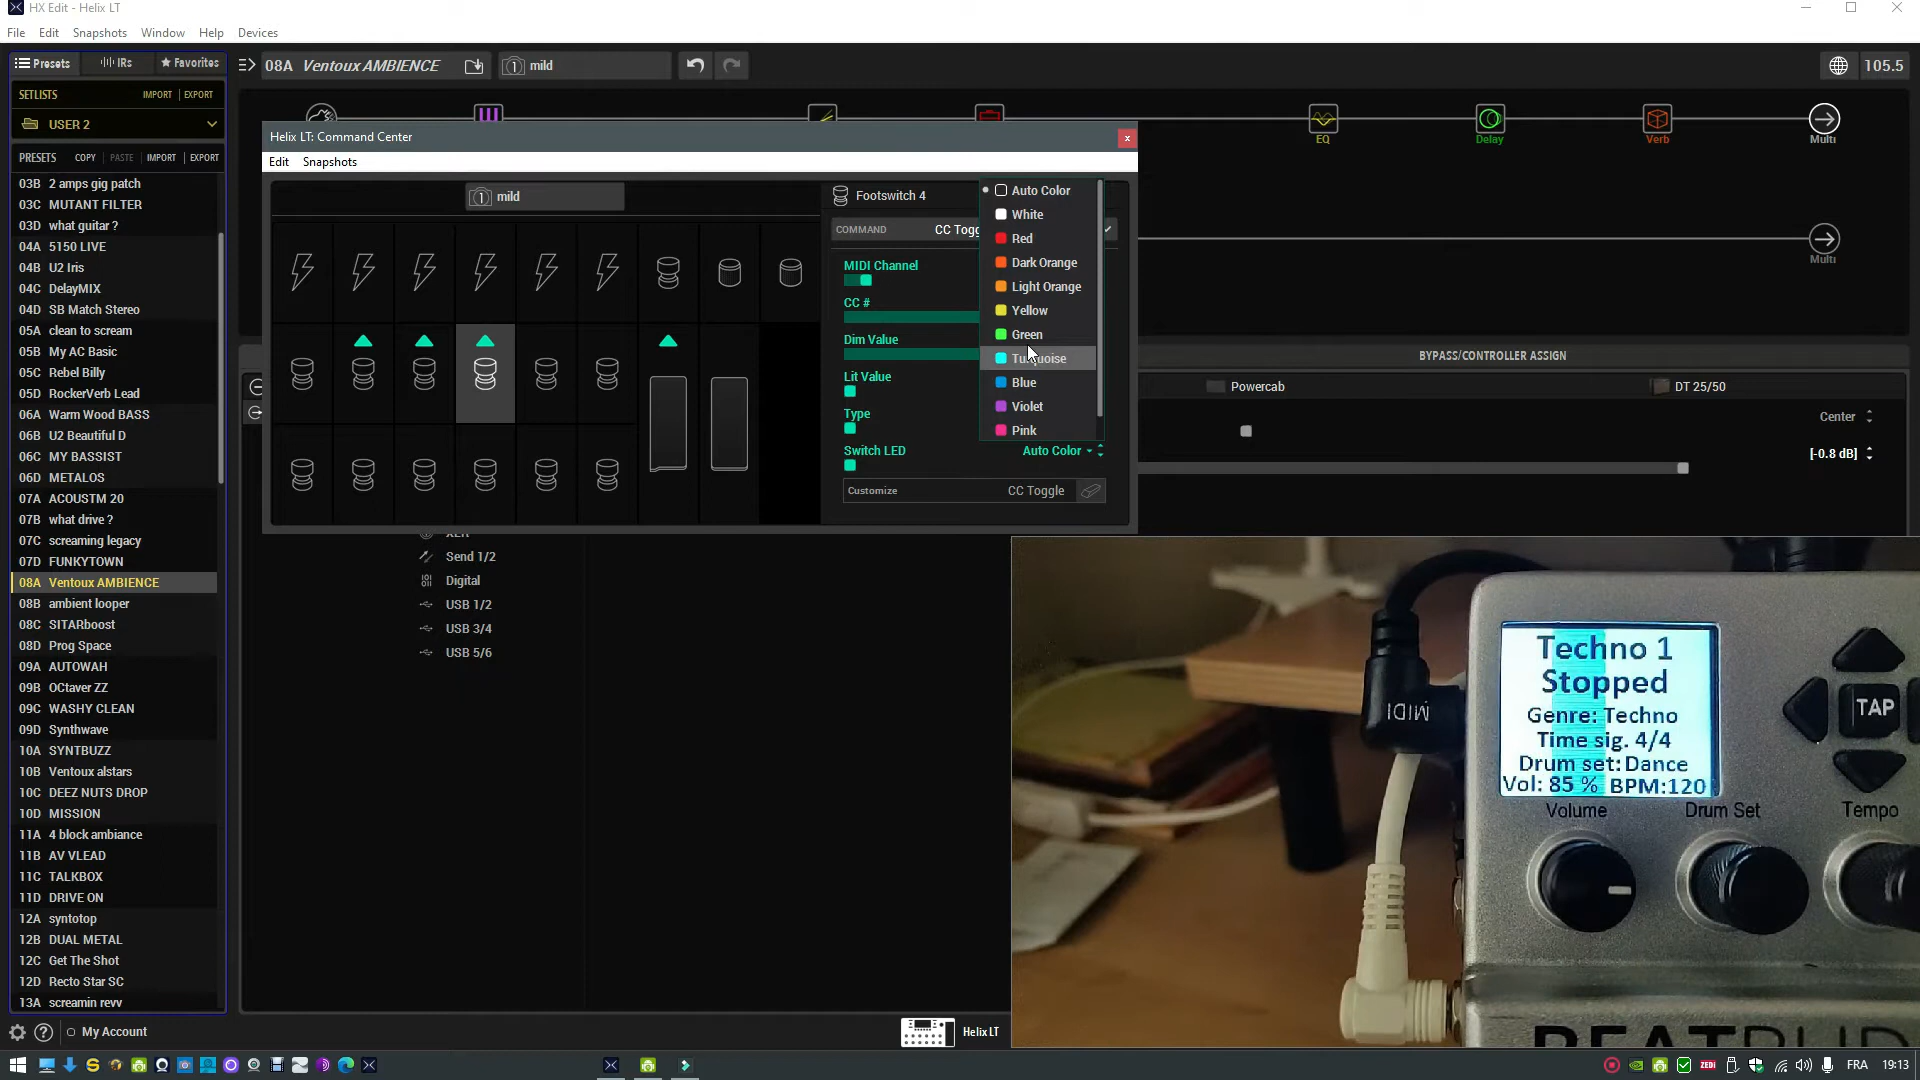 HX Edit - Helix LT
File Edit Snapshots Window Help Devices
Presets IRs Favorites
08A Ventoux AMBIENCE
1 mild
105.5
SETLISTS IMPORT EXPORT
USER 2
PRESETS COPY PASTE IMPORT EXPORT
03B 2 amps gig patch
03C MUTANT FILTER
03D what guitar ?
04A 5150 LIVE
04B U2 Iris
04C DelayMIX
04D SB Match Stereo
05A clean to scream
05B My AC Basic
05C Rebel Billy
05D RockerVerb Lead
06A Warm Wood BASS
06B U2 Beautiful D
06C MY BASSIST
06D METALOS
07A ACOUSTM 20
07B what drive ?
07C screaming legacy
07D FUNKYTOWN
08A Ventoux AMBIENCE
08B ambient looper
08C SITARboost
08D Prog Space
09A AUTOWAH
09B OCtaver ZZ
09C WASHY CLEAN
09D Synthwave
10A SYNTBUZZ
10B Ventoux alstars
10C DEEZ NUTS DROP
10D MISSION
11A 4 block ambiance
11B AV VLEAD
11C TALKBOX
11D DRIVE ON
12A syntotop
12B DUAL METAL
12C Get The Shot
12D Recto Star SC
13A screamin revv
My Account
EQ
Delay
Verb
Multi
Multi
Helix LT: Command Center
Edit Snapshots
1 mild
Footswitch 4
COMMAND CC Togg
MIDI Channel
CC #
Dim Value
Lit Value
Type
Switch LED Auto Color
Customize CC Toggle
Auto Color
White
Red
Dark Orange
Light Orange
Yellow
Green
Turquoise
Blue
Violet
Pink
BYPASS/CONTROLLER ASSIGN
Powercab
DT 25/50
Center
[-0.8 dB]
XLR
Send 1/2
Digital
USB 1/2
USB 3/4
USB 5/6
Helix LT
MIDI
Techno 1
Stopped
Genre: Techno
Time sig. 4/4
Drum set: Dance
Vol: 85 % BPM:120
TAP
Volume
Drum Set
Tempo
BEATBUD
ZEDI
FRA
19:13